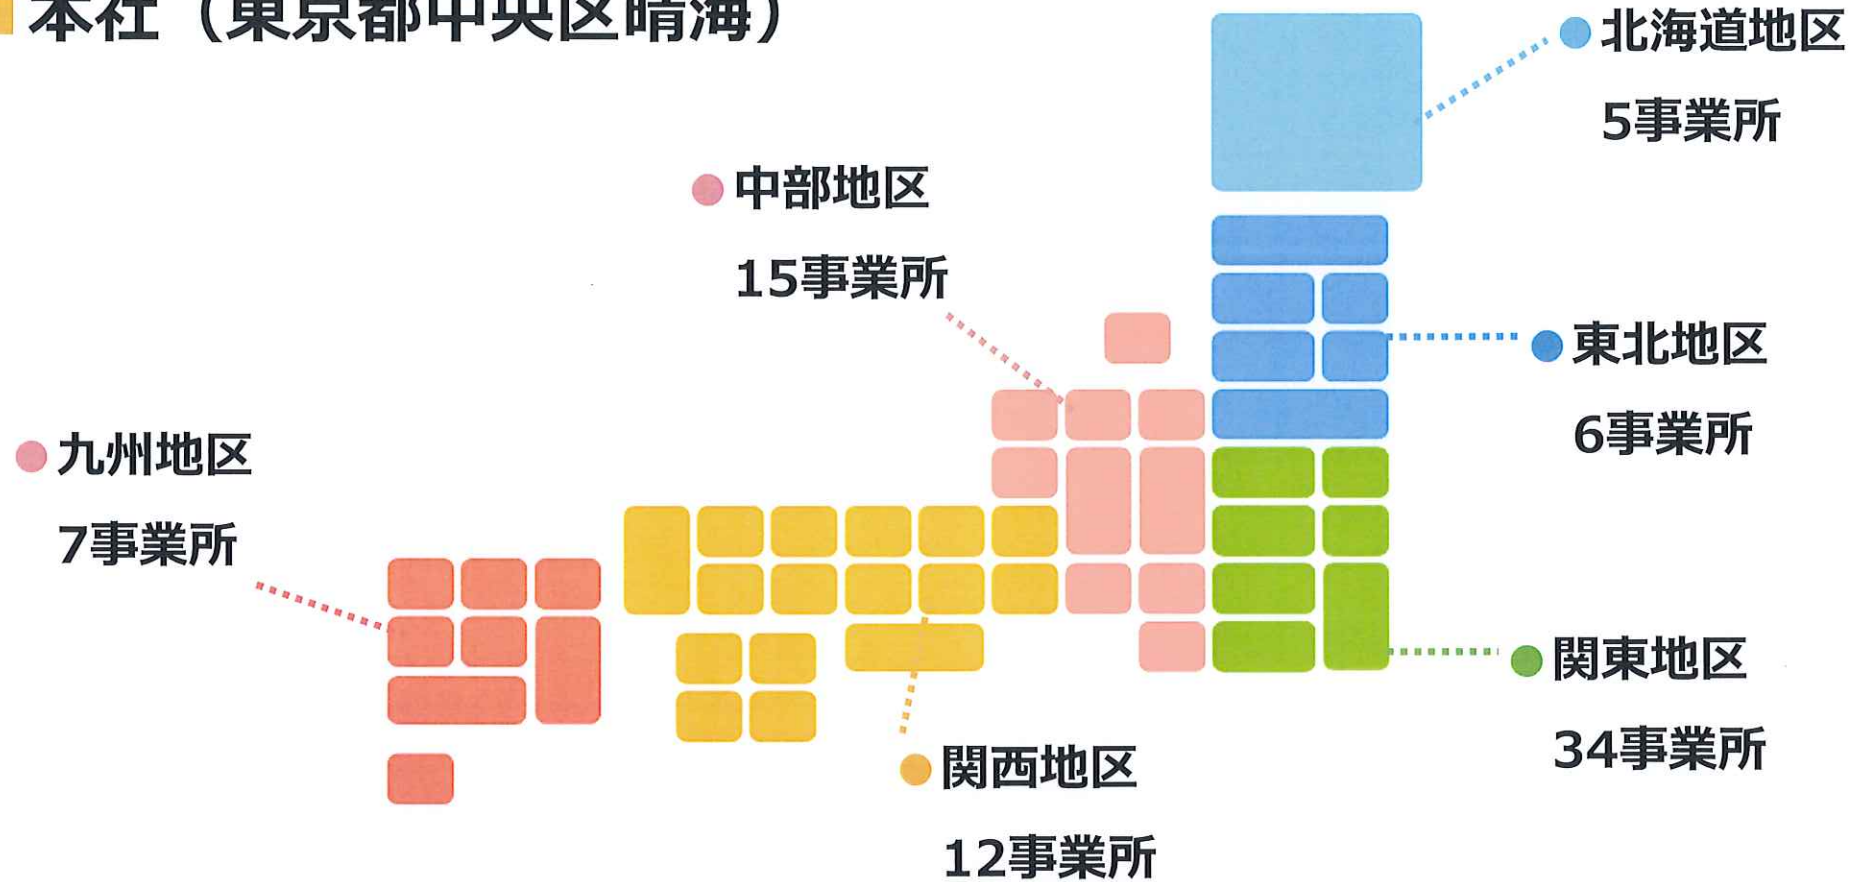 本社（東京都中央区晴海）
北海道地区
5事業所
中部地区
15事業所
東北地区
6事業所
九州地区
7事業所
関東地区
34事業所
関西地区
12事業所